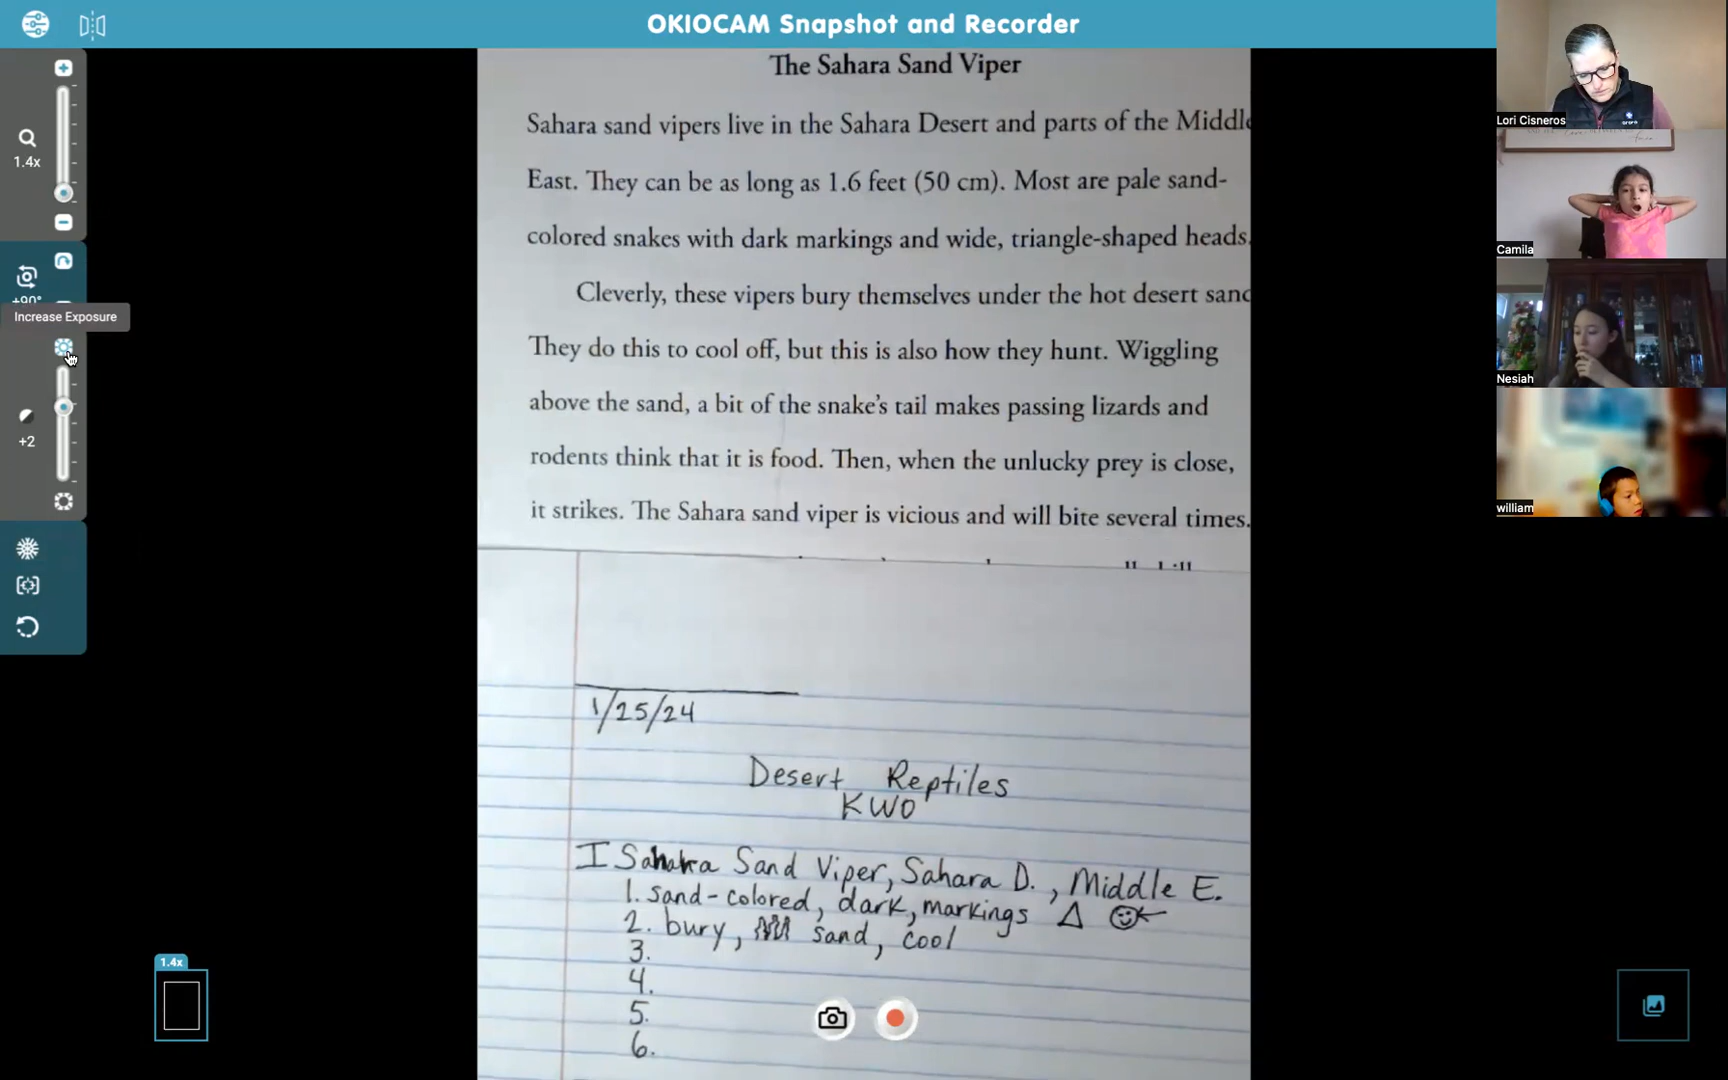 OKIOCAM Snapshot and Recorder
1.4x
+90°
Increase Exposure
+2
1.4x
The Sahara Sand Viper
Sahara sand vipers live in the Sahara Desert and parts of the Middle
East. They can be as long as 1.6 feet (50 cm). Most are pale sand-
colored snakes with dark markings and wide, triangle-shaped heads.
Cleverly, these vipers bury themselves under the hot desert sand
They do this to cool off, but this is also how they hunt. Wiggling
above the sand, a bit of the snake's tail makes passing lizards and
rodents think that it is food. Then, when the unlucky prey is close,
it strikes. The Sahara sand viper is vicious and will bite several times.
1/25/24
Desert Reptiles
KWO
I Sahara Sand Viper, Sahara D., Middle E.
1. sand-colored, dark, markings
2. bury, sand, cool
3.
4.
5.
6.
Lori Cisneros
Camila
Nesiah
william